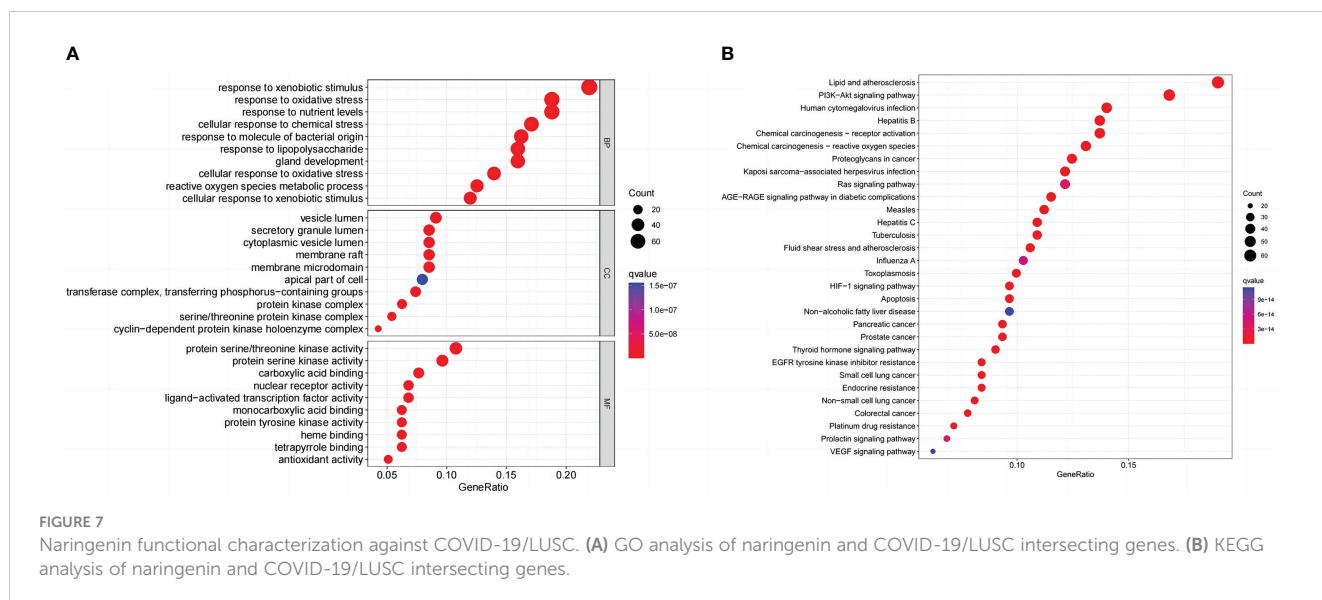 A
response to xenobiotic stimulus
response to oxidative stress
response to nutrient levels
cellular response to chemical stress
response to molecule of bacterial origin
response to lipopolysaccharide
gland development
cellular response to oxidative stress
reactive oxygen species metabolic process
cellular response to xenobiotic stimulus
BP
vesicle lumen
secretory granule lumen
cytoplasmic vesicle lumen
membrane raft
membrane microdomain
apical part of cell
transferase complex, transferring phosphorus-containing groups
protein kinase complex
serine/threonine protein kinase complex
cyclin-dependent protein kinase holoenzyme complex
CC
protein serine/threonine kinase activity
protein serine kinase activity
carboxylic acid binding
nuclear receptor activity
ligand-activated transcription factor activity
monocarboxylic acid binding
protein tyrosine kinase activity
heme binding
tetrapyrrole binding
antioxidant activity
MF
0.05 0.10 0.15 0.20
GeneRatio
Count
20
40
60
qvalue
1.5e-07
1.0e-07
5.0e-08
B
Lipid and atherosclerosis
PI3K-Akt signaling pathway
Human cytomegalovirus infection
Hepatitis B
Chemical carcinogenesis - receptor activation
Chemical carcinogenesis - reactive oxygen species
Proteoglycans in cancer
Kaposi sarcoma-associated herpesvirus infection
Ras signaling pathway
AGE-RAGE signaling pathway in diabetic complications
Measles
Hepatitis C
Tuberculosis
Fluid shear stress and atherosclerosis
Influenza A
Toxoplasmosis
HIF-1 signaling pathway
Apoptosis
Non-alcoholic fatty liver disease
Pancreatic cancer
Prostate cancer
Thyroid hormone signaling pathway
EGFR tyrosine kinase inhibitor resistance
Small cell lung cancer
Endocrine resistance
Non-small cell lung cancer
Colorectal cancer
Platinum drug resistance
Prolactin signaling pathway
VEGF signaling pathway
0.10 0.15
GeneRatio
Count
20
30
40
50
60
qvalue
9e-14
6e-14
3e-14
FIGURE 7
Naringenin functional characterization against COVID-19/LUSC. (A) GO analysis of naringenin and COVID-19/LUSC intersecting genes. (B) KEGG
analysis of naringenin and COVID-19/LUSC intersecting genes.